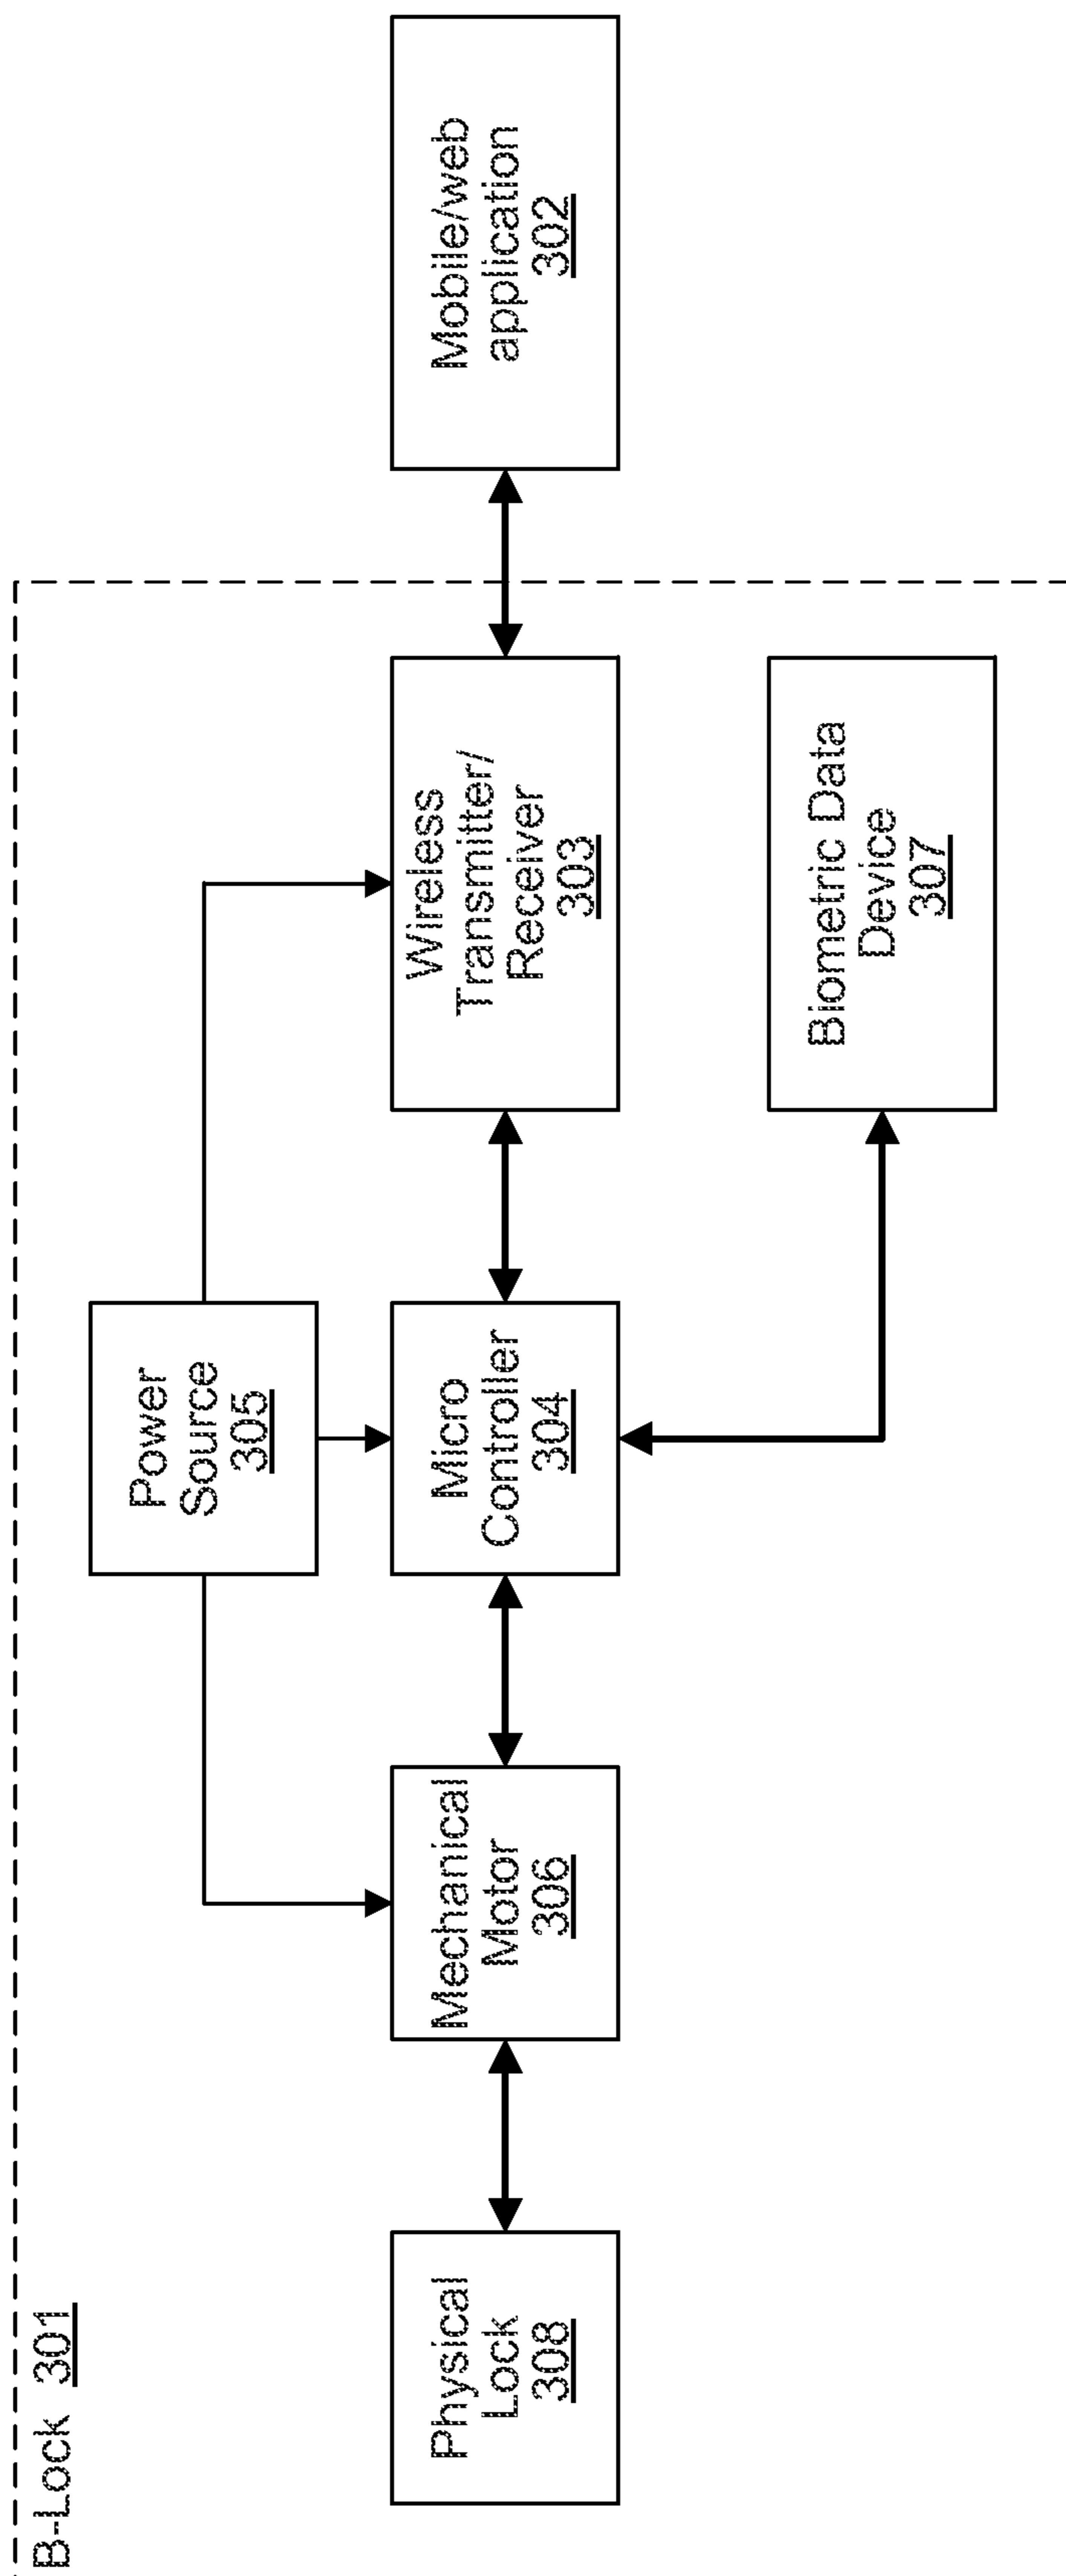 B-Lock 301
Power
Source
305
Physical
Lock
308
Mechanical
Motor
306
Micro
Controller
304
Wireless
Transmitter/
Receiver
303
Mobile/web
application
302
Biometric Data
Device
307